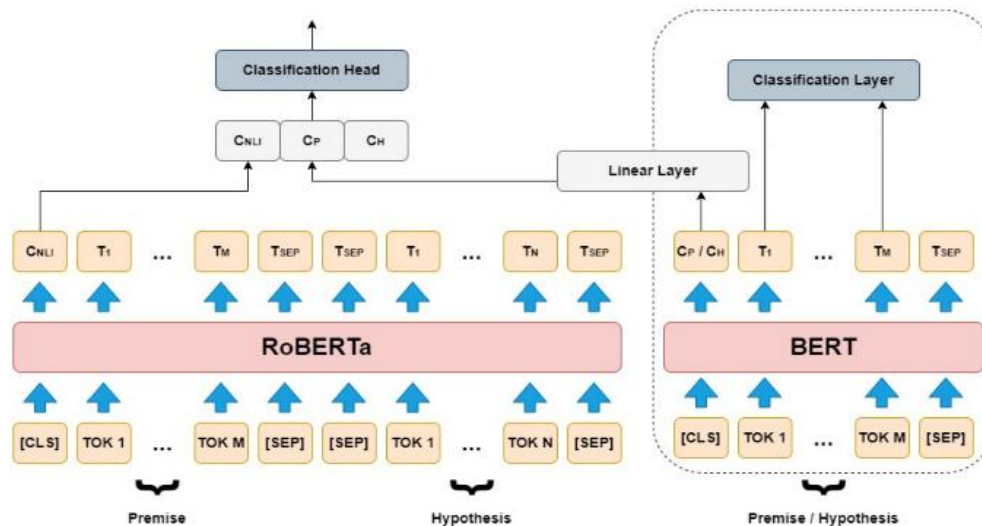 Classification Head
Classification Layer
CNLI CP CH
Linear Layer
CNLI T1 ... TM TSEP TSEP T1 ... TN TSEP CP / CH T1 ... TM TSEP
RoBERTa BERT
[CLS] TOK 1 ... TOK M [SEP] [SEP] TOK 1 ... TOK N [SEP] [CLS] TOK 1 ... TOK M [SEP]
Premise Hypothesis Premise / Hypothesis